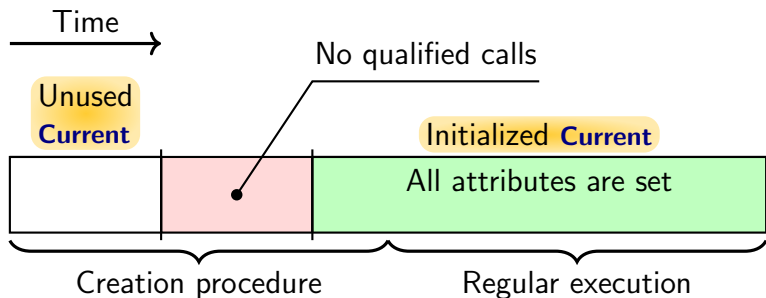 Time
No qualified calls
Unused
Current
Initialized Current
All attributes are set
Creation procedure
Regular execution